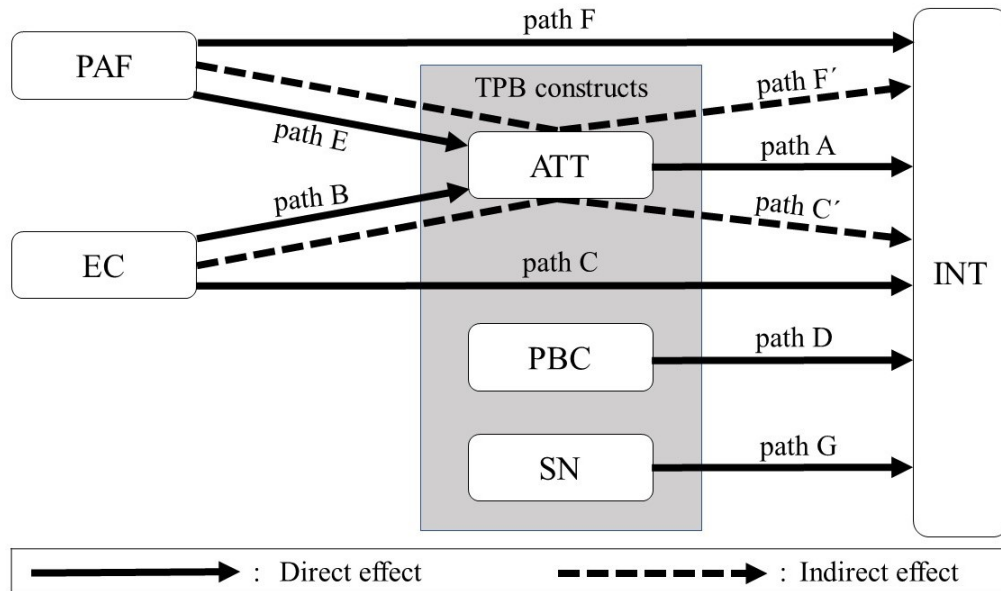 path F
PAF
TPB constructs
path F´
path E
ATT
path A
path B
path C´
EC
path C
INT
PBC
path D
SN
path G
: Direct effect
: Indirect effect